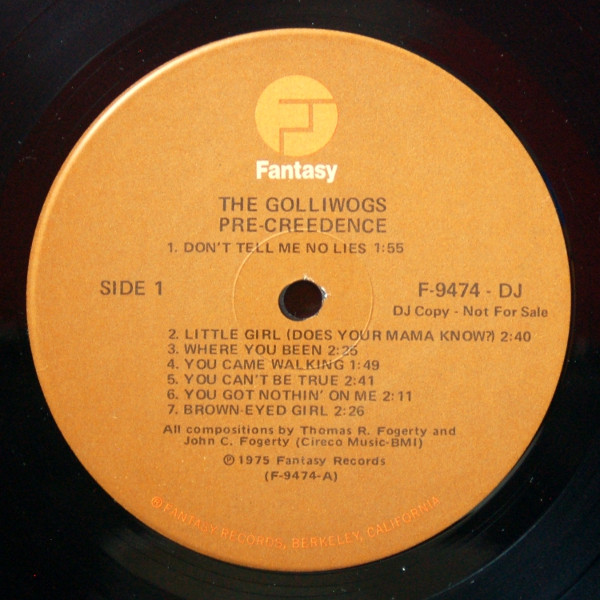 Fantasy
THE GOLLIWOGS
PRE-CREEDENCE
1. DON'T TELL ME NO LIES 1:55
SIDE 1
F-9474 - DJ
DJ Copy - Not For Sale
2. LITTLE GIRL (DOES YOUR MAMA KNOW?) 2:40
3. WHERE YOU BEEN 2:25
4. YOU CAME WALKING 1:49
5. YOU CAN'T BE TRUE 2:41
6. YOU GOT NOTHIN' ON ME 2:11
7. BROWN-EYED GIRL 2:26
All compositions by Thomas R. Fogerty and
John C. Fogerty (Cireco Music-BMI)
℗ 1975 Fantasy Records
(F-9474-A)
®FANTASY RECORDS, BERKELEY, CALIFORNIA